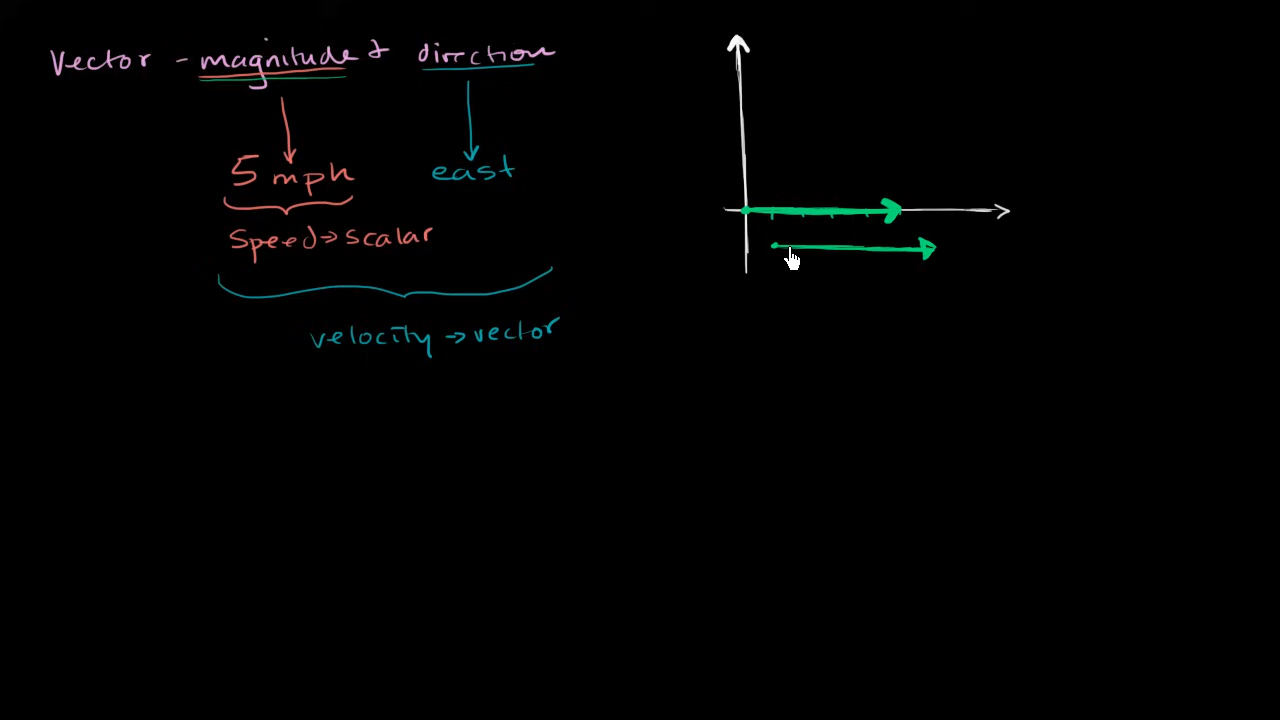 Vector - magnitude + direction
5 mph east
Speed → scalar
velocity → vector